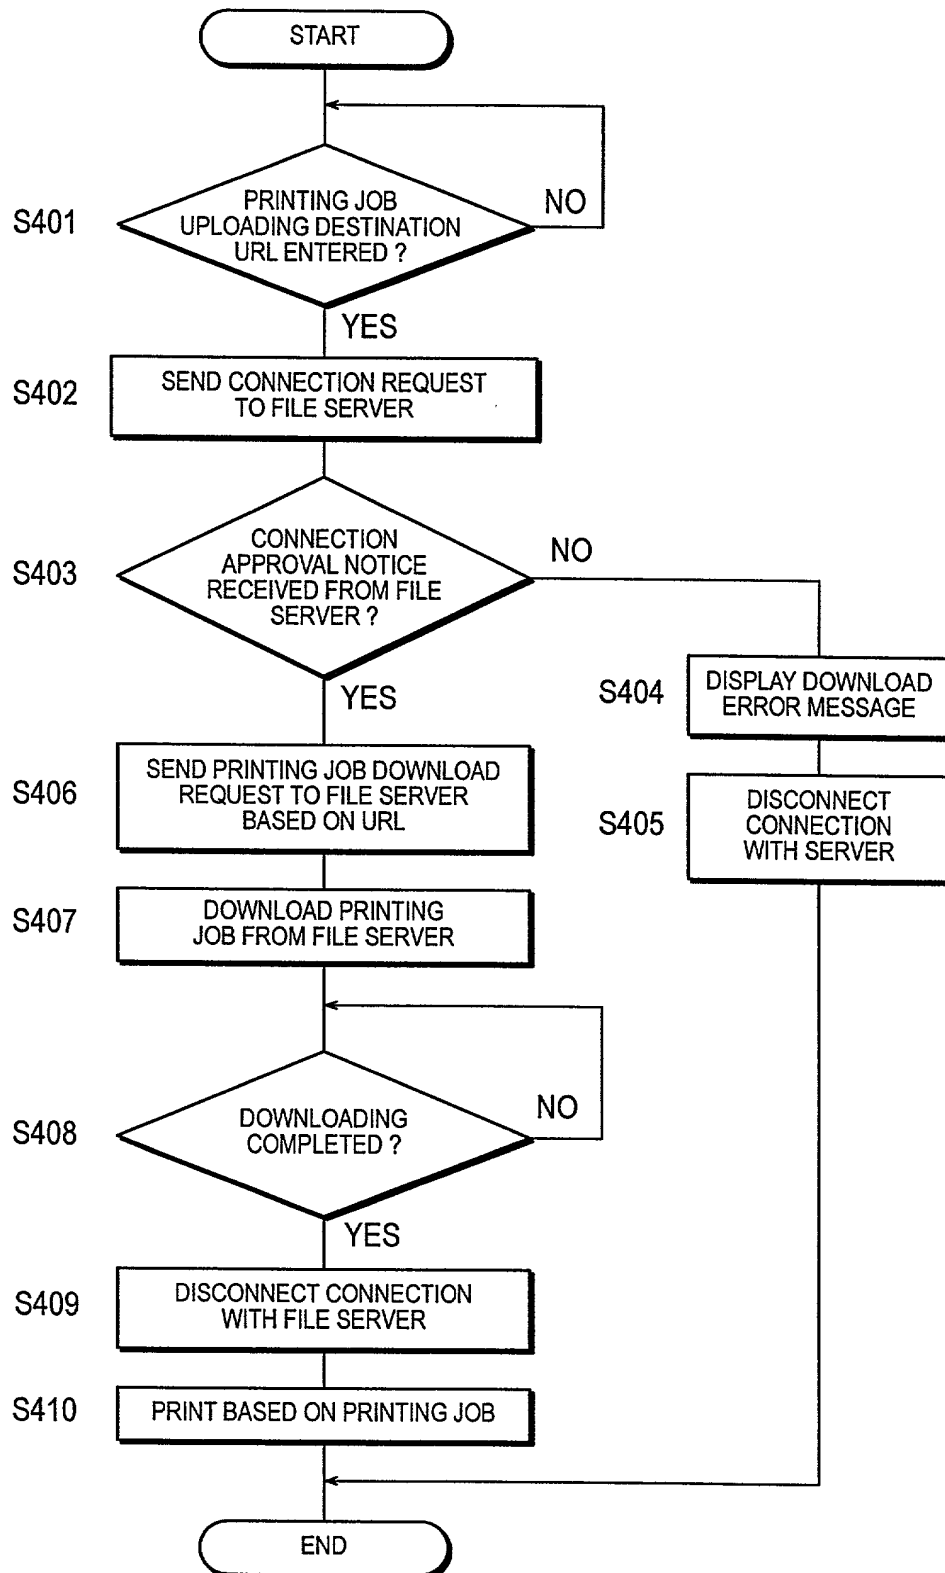 START
S401
PRINTING JOB
UPLOADING DESTINATION
URL ENTERED ?
NO
YES
S402
SEND CONNECTION REQUEST
TO FILE SERVER
S403
CONNECTION
APPROVAL NOTICE
RECEIVED FROM FILE
SERVER ?
NO
YES
S404
DISPLAY DOWNLOAD
ERROR MESSAGE
S405
DISCONNECT
CONNECTION
WITH SERVER
S406
SEND PRINTING JOB DOWNLOAD
REQUEST TO FILE SERVER
BASED ON URL
S407
DOWNLOAD PRINTING
JOB FROM FILE SERVER
S408
DOWNLOADING
COMPLETED ?
NO
YES
S409
DISCONNECT CONNECTION
WITH FILE SERVER
S410
PRINT BASED ON PRINTING JOB
END